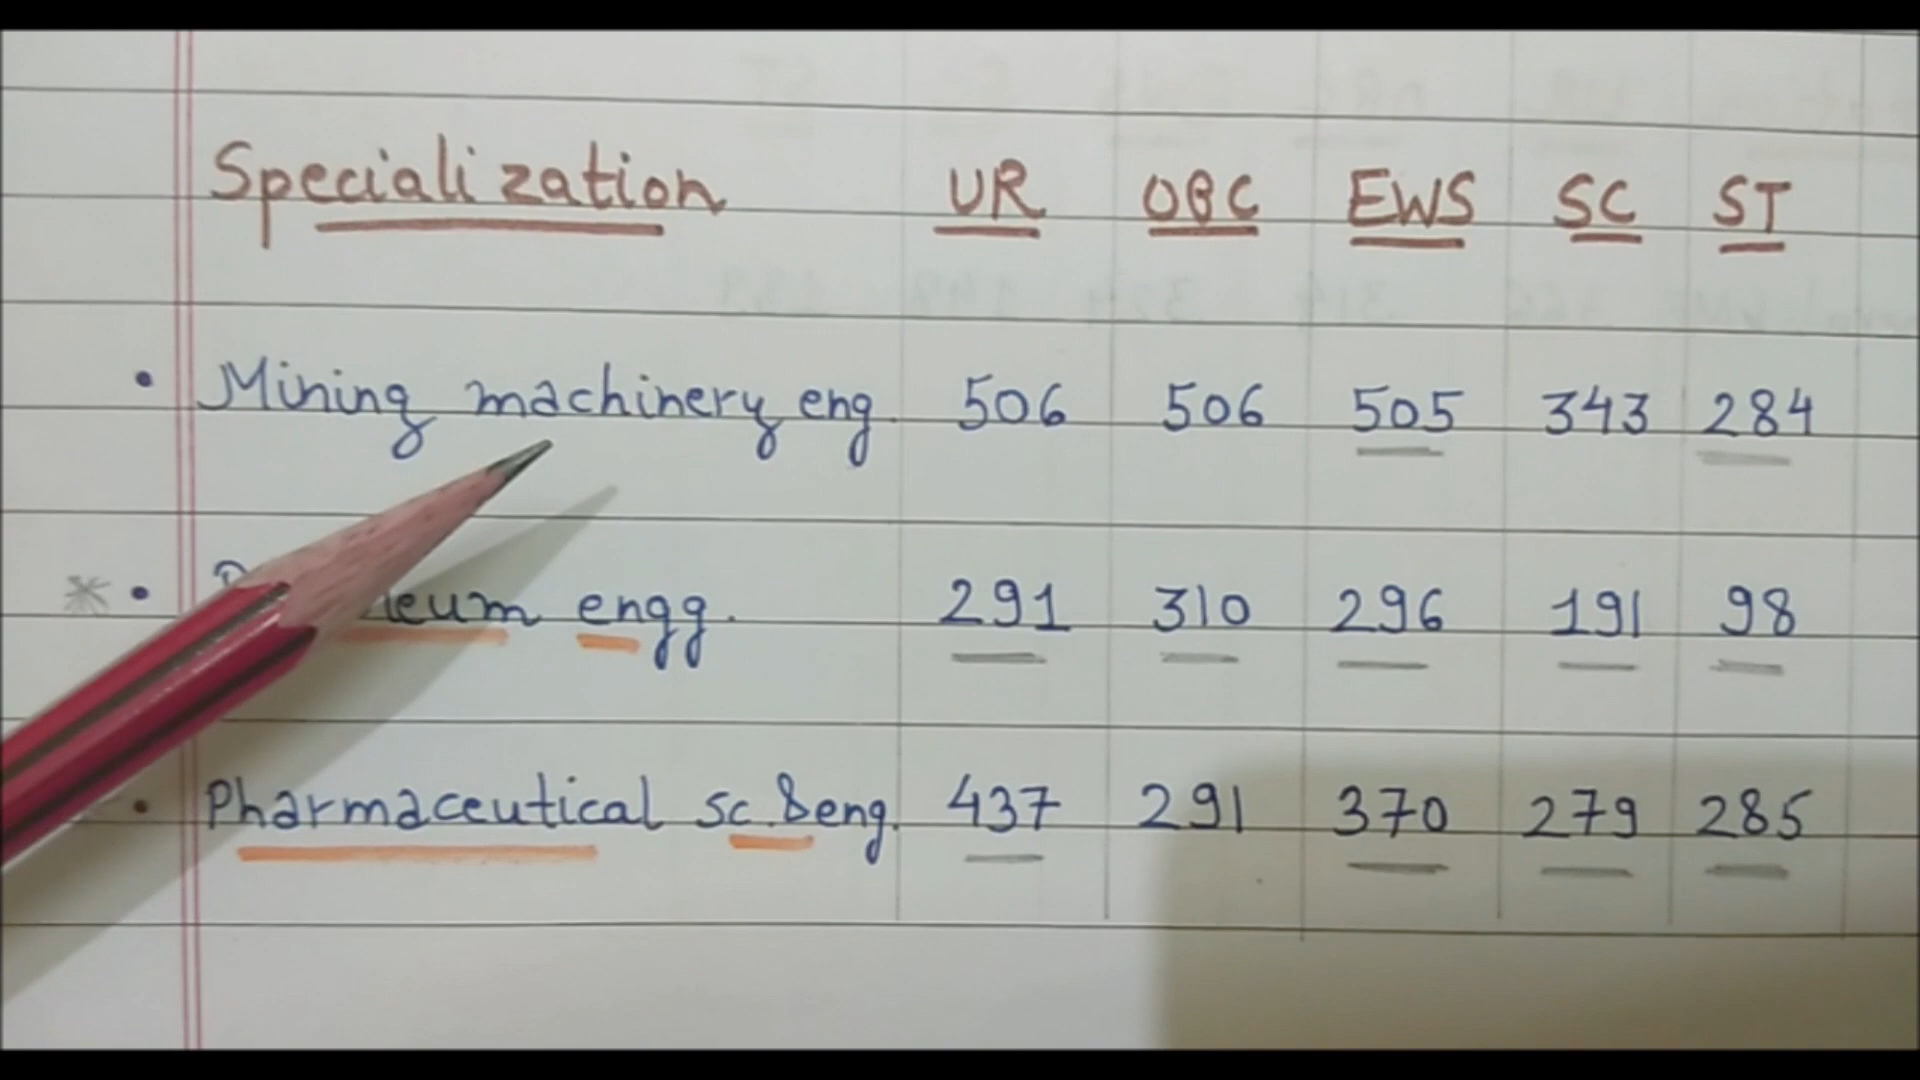 Specialization UR OBC EWS SC ST
• Mining machinery eng. 506 506 505 343 284
* • engg. 291 310 296 191 98
• Pharmaceutical Sc. & eng. 437 291 370 279 285